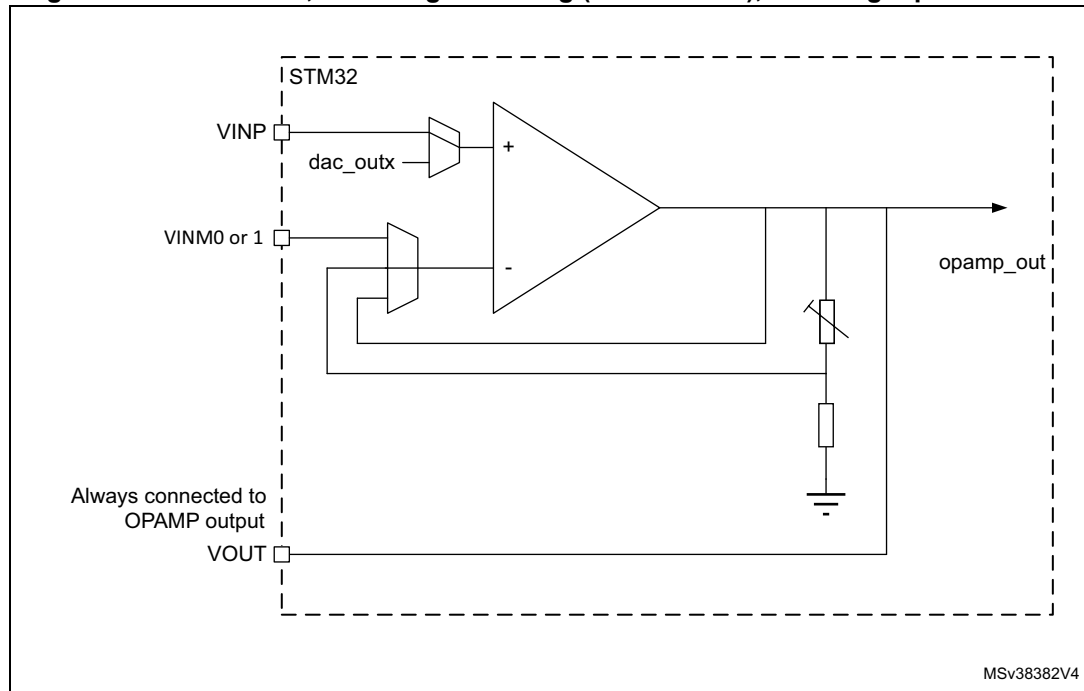 STM32
VINP
+
dac_outx
VINM0 or 1
-
opamp_out
Always connected to
OPAMP output
VOUT
MSv38382V4